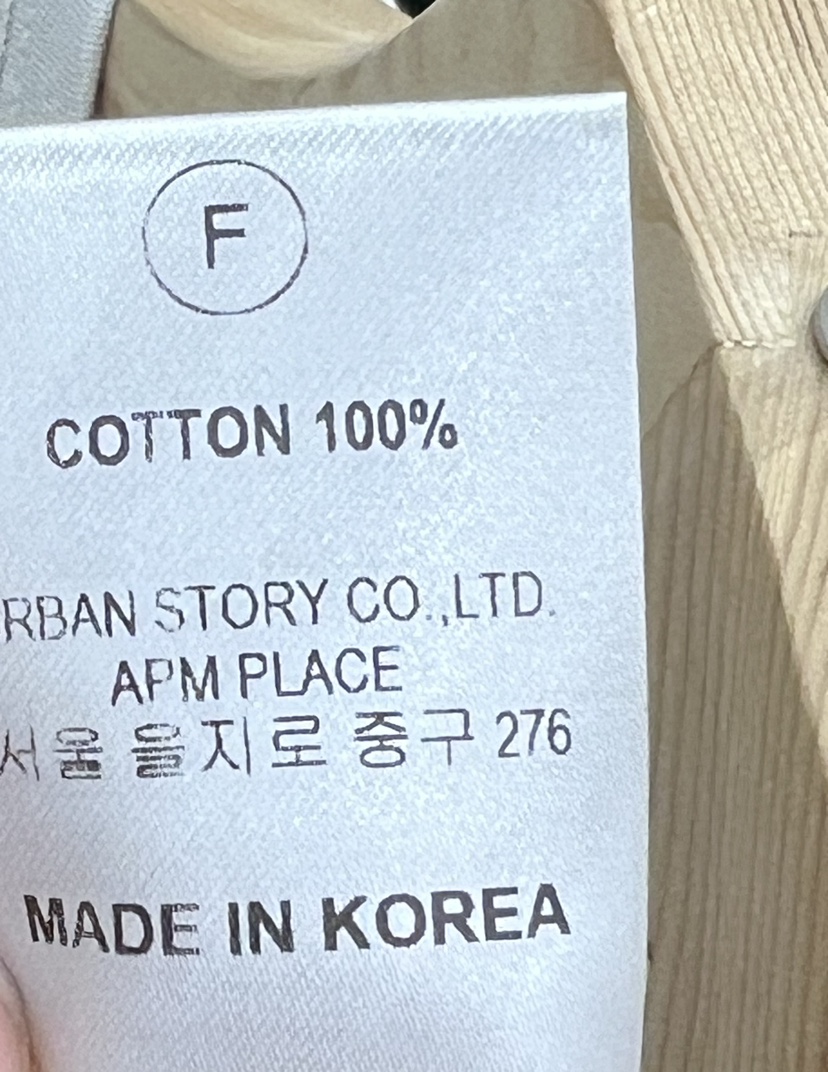 F
COTTON 100%
RBAN STORY CO.,LTD.
APM PLACE
서울 을지로 중구 276
MADE IN KOREA